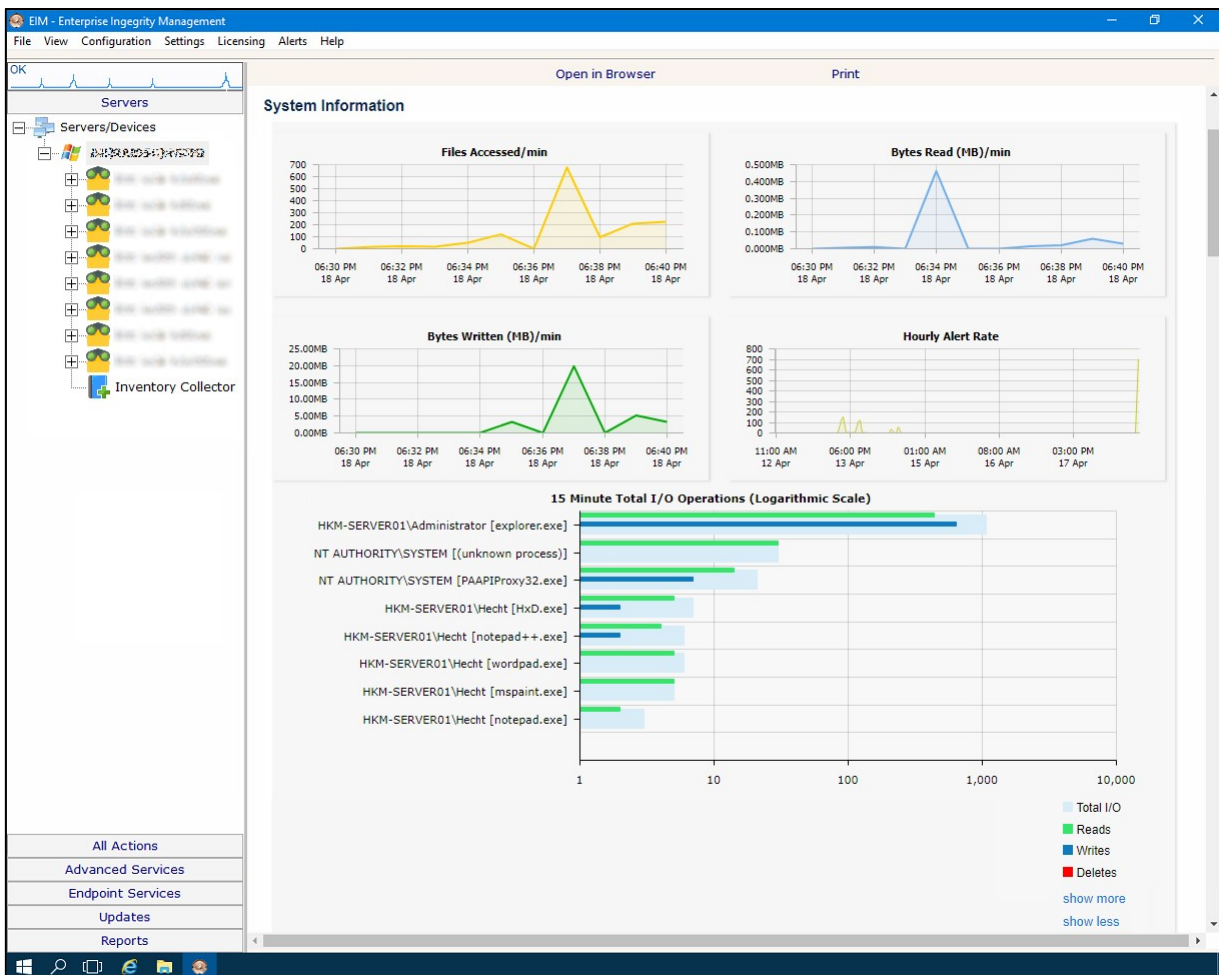 EIM - Enterprise Ingegrity Management
File View Configuration Settings Licensing Alerts Help
OK
Open in Browser Print
Servers
Servers/Devices
Inventory Collector
All Actions
Advanced Services
Endpoint Services
Updates
Reports
System Information
Files Accessed/min
700
600
500
400
300
200
100
0
06:30 PM 06:32 PM 06:34 PM 06:36 PM 06:38 PM 06:40 PM
18 Apr 18 Apr 18 Apr 18 Apr 18 Apr 18 Apr
Bytes Read (MB)/min
0.500MB
0.400MB
0.300MB
0.200MB
0.100MB
0.000MB
06:30 PM 06:32 PM 06:34 PM 06:36 PM 06:38 PM 06:40 PM
18 Apr 18 Apr 18 Apr 18 Apr 18 Apr 18 Apr
Bytes Written (MB)/min
25.00MB
20.00MB
15.00MB
10.00MB
5.00MB
0.00MB
06:30 PM 06:32 PM 06:34 PM 06:36 PM 06:38 PM 06:40 PM
18 Apr 18 Apr 18 Apr 18 Apr 18 Apr 18 Apr
Hourly Alert Rate
800
700
600
500
400
300
200
100
0
11:00 AM 06:00 PM 01:00 AM 08:00 AM 03:00 PM
12 Apr 13 Apr 15 Apr 16 Apr 17 Apr
15 Minute Total I/O Operations (Logarithmic Scale)
HKM-SERVER01\Administrator [explorer.exe]
NT AUTHORITY\SYSTEM [(unknown process)]
NT AUTHORITY\SYSTEM [PAAPIProxy32.exe]
HKM-SERVER01\Hecht [HxD.exe]
HKM-SERVER01\Hecht [notepad++.exe]
HKM-SERVER01\Hecht [wordpad.exe]
HKM-SERVER01\Hecht [mspaint.exe]
HKM-SERVER01\Hecht [notepad.exe]
1 10 100 1,000 10,000
Total I/O
Reads
Writes
Deletes
show more
show less